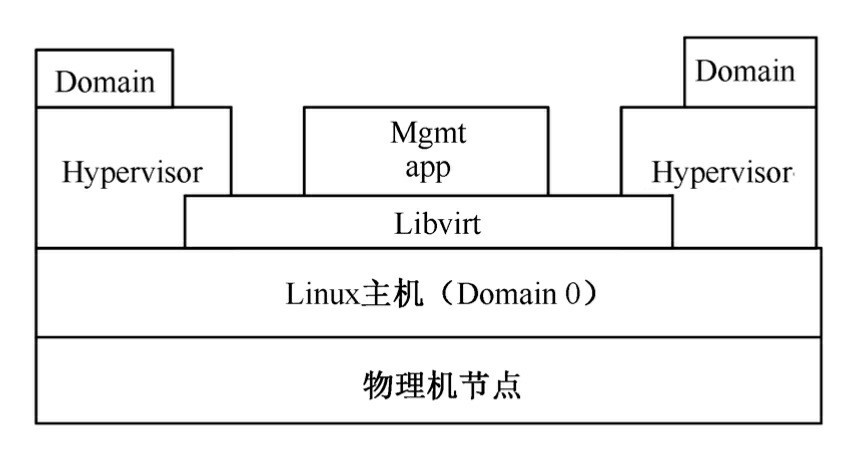 Domain
Domain
Hypervisor
Mgmt
app
Hypervisor
Libvirt
Linux主机（Domain 0）
物理机节点